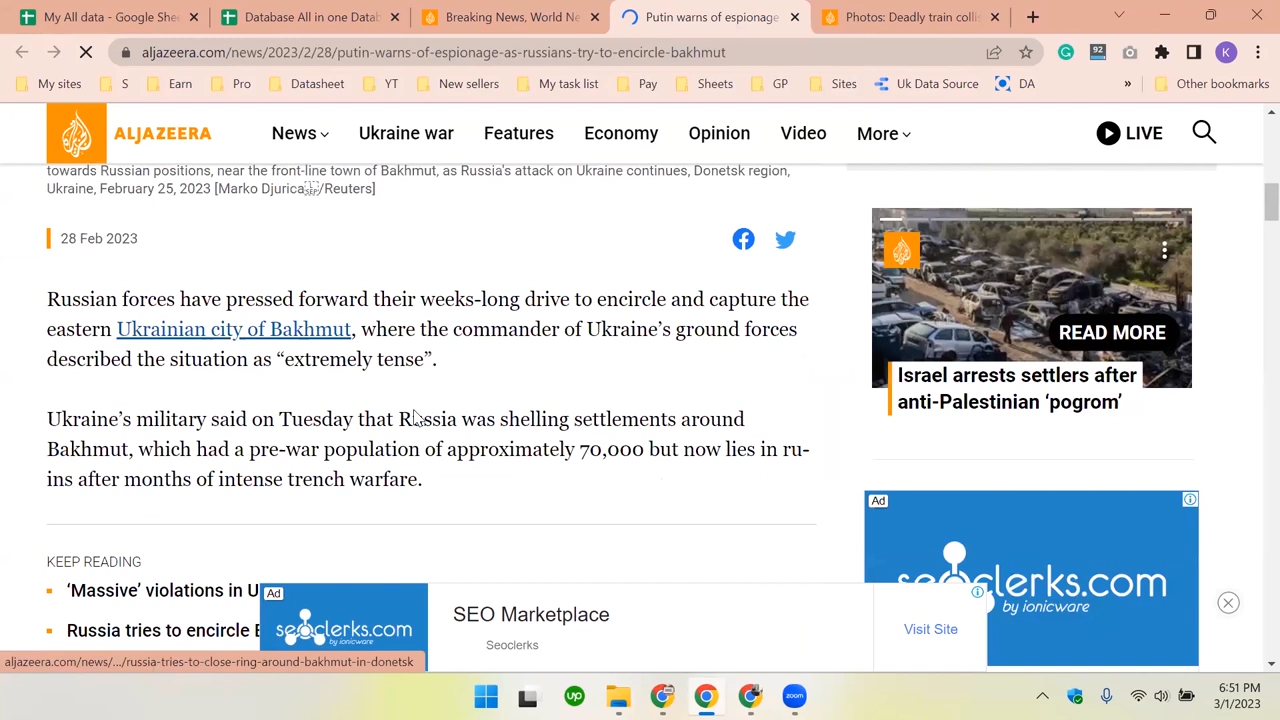 My data - Google She
Database All in one Datab
Breaking News, World Ne
Putin warns of espionage
Photos: Deadly train colli
aljazeera.com/news/2023/2/28/putin-warns-of-espionage-as-russians-try-to-encircle-bakhmut
92
K
My sites
Earn
Pro
Datasheet
YT
New sellers
My task list
Pay
Sheets
GP
Sites
Uk Data Source
DA
»
Other bookmarks
ALJAZEERA
News
Ukraine war
Features
Economy
Opinion
Video
More
LIVE
towards Russian positions, near the front-line town of Bakhmut, as Russia's attack on Ukraine continues, Donetsk region,
Ukraine, February 25, 2023 [Marko Djurica/Reuters]
28 Feb 2023
Russian forces have pressed forward their weeks-long drive to encircle and capture the
eastern Ukrainian city of Bakhmut, where the commander of Ukraine's ground forces
described the situation as “extremely tense”.
Ukraine's military said on Tuesday that Russia was shelling settlements around
Bakhmut, which had a pre-war population of approximately 70,000 but now lies in ru-
ins after months of intense trench warfare.
READ MORE
Israel arrests settlers after
anti-Palestinian ‘pogrom’
KEEP READING
‘Massive’ violations in U
Russia tries to encircle
Ad
seoclerks.com
by ionicware
Ad
seoclerks.com
by ionicware
SEO Marketplace
Seoclerks
Visit Site
aljazeera.com/news/.../russia-tries-to-close-ring-around-bakhmut-in-donetsk
up
zoom
6:51 PM
3/1/2023